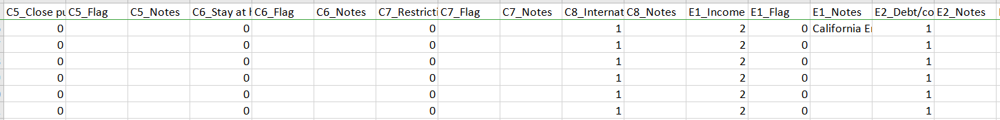 C5_Close pu C5_Flag C5_Notes C6_Stay at h C6_Flag C6_Notes C7_Restricti C7_Flag C7_Notes C8_Internat C8_Notes E1_Income E1_Flag E1_Notes E2_Debt/co E2_Notes
0 0 0 1 2 0 California En 1
0 0 0 1 2 0 1
0 0 0 1 2 0 1
0 0 0 1 2 0 1
0 0 0 1 2 0 1
0 0 0 1 2 0 1